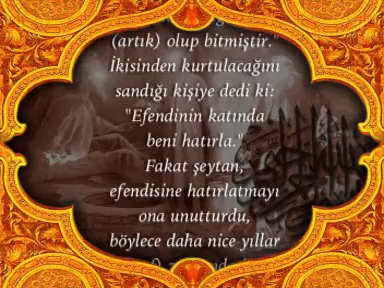 (artık) olup bitmiştir."
İkisinden kurtulacağını
sandığı kişiye dedi ki:
"Efendinin katında
beni hatırla."
Fakat şeytan,
efendisine hatırlatmayı
ona unutturdu,
böylece daha nice yıllar